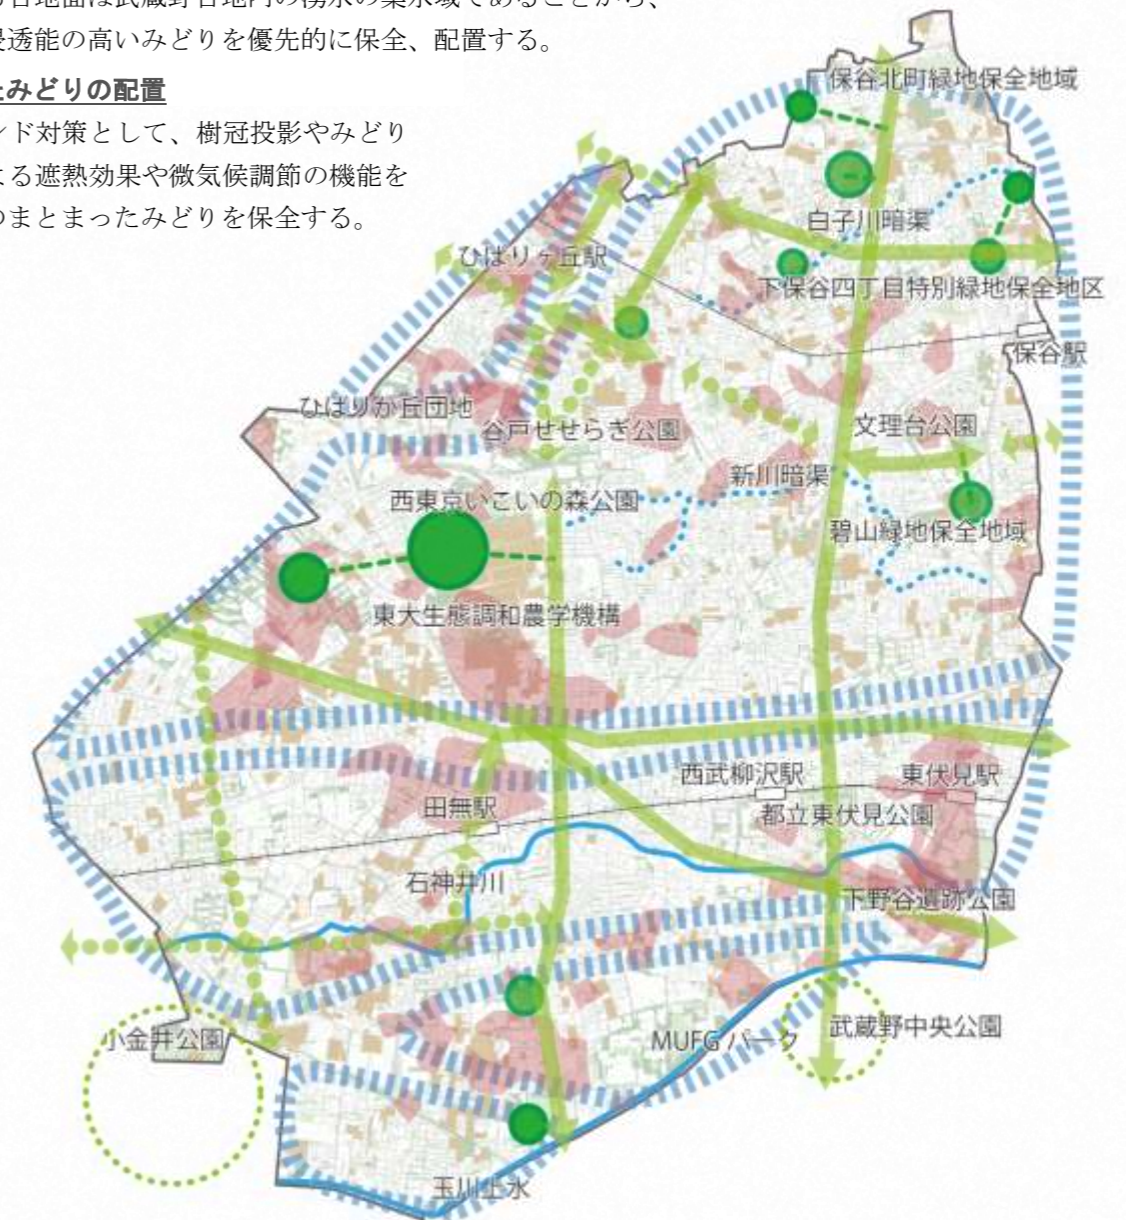 台地面は武蔵野台地内の湧水の集水域であることから、
浸透能の高いみどりを優先的に保全、配置する。
みどりの配置
ンド対策として、樹冠投影やみどり
よる遮熱効果や微気候調節の機能を
のまとまったみどりを保全する。
保谷北町緑地保全地域
白子川暗渠
ひばりヶ丘駅
下保谷四丁目特別緑地保全地区
保谷駅
ひばりが丘団地
谷戸せせらぎ公園
文理台公園
新川暗渠
西東京いこいの森公園
碧山緑地保全地域
東大生態調和農学機構
西武柳沢駅
東伏見駅
田無駅
都立東伏見公園
石神井川
下野谷遺跡公園
小金井公園
MUFG パーク
武蔵野中央公園
玉川上水